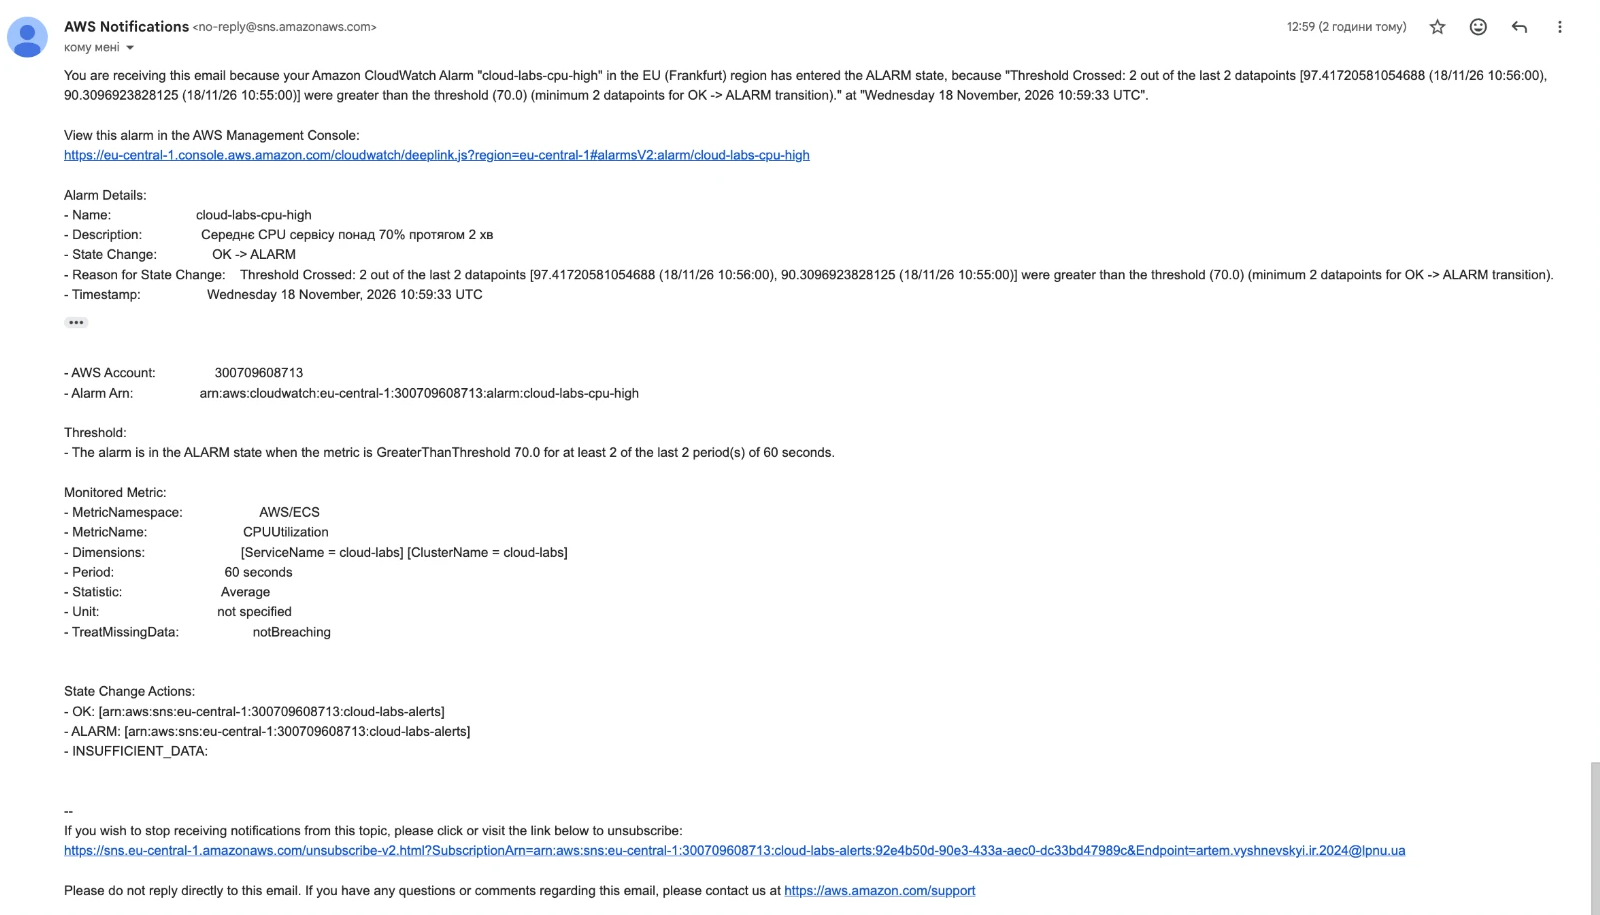 AWS Notifications <no-reply@sns.amazonaws.com>
12:59 (2 години тому)
кому мені
You are receiving this email because your Amazon CloudWatch Alarm "cloud-labs-cpu-high" in the EU (Frankfurt) region has entered the ALARM state, because "Threshold Crossed: 2 out of the last 2 datapoints [97.41720581054688 (18/11/26 10:56:00),
90.3096923828125 (18/11/26 10:55:00)] were greater than the threshold (70.0) (minimum 2 datapoints for OK -> ALARM transition)." at "Wednesday 18 November, 2026 10:59:33 UTC".
View this alarm in the AWS Management Console:
https://eu-central-1.console.aws.amazon.com/cloudwatch/deeplink.js?region=eu-central-1#alarmsV2:alarm/cloud-labs-cpu-high
Alarm Details:
- Name: cloud-labs-cpu-high
- Description: Середнє CPU сервісу понад 70% протягом 2 хв
- State Change: OK -> ALARM
- Reason for State Change: Threshold Crossed: 2 out of the last 2 datapoints [97.41720581054688 (18/11/26 10:56:00), 90.3096923828125 (18/11/26 10:55:00)] were greater than the threshold (70.0) (minimum 2 datapoints for OK -> ALARM transition).
- Timestamp: Wednesday 18 November, 2026 10:59:33 UTC
- AWS Account: 300709608713
- Alarm Arn: arn:aws:cloudwatch:eu-central-1:300709608713:alarm:cloud-labs-cpu-high
Threshold:
- The alarm is in the ALARM state when the metric is GreaterThanThreshold 70.0 for at least 2 of the last 2 period(s) of 60 seconds.
Monitored Metric:
- MetricNamespace: AWS/ECS
- MetricName: CPUUtilization
- Dimensions: [ServiceName = cloud-labs] [ClusterName = cloud-labs]
- Period: 60 seconds
- Statistic: Average
- Unit: not specified
- TreatMissingData: notBreaching
State Change Actions:
- OK: [arn:aws:sns:eu-central-1:300709608713:cloud-labs-alerts]
- ALARM: [arn:aws:sns:eu-central-1:300709608713:cloud-labs-alerts]
- INSUFFICIENT_DATA:
--
If you wish to stop receiving notifications from this topic, please click or visit the link below to unsubscribe:
https://sns.eu-central-1.amazonaws.com/unsubscribe-v2.html?SubscriptionArn=arn:aws:sns:eu-central-1:300709608713:cloud-labs-alerts:92e4b50d-90e3-433a-aec0-dc33bd47989c&Endpoint=artem.vyshnevskyi.ir.2024@lpnu.ua
Please do not reply directly to this email. If you have any questions or comments regarding this email, please contact us at https://aws.amazon.com/support